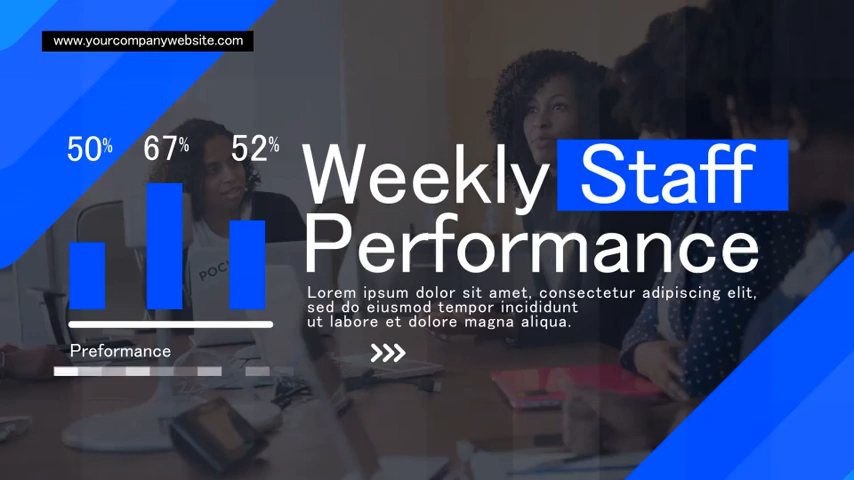 www.yourcompanywebsite.com
50% 67% 52%
Weekly Staff
Performance
Lorem ipsum dolor sit amet, consectetur adipiscing elit,
sed do eiusmod tempor incididunt
ut labore et dolore magna aliqua.
Preformance